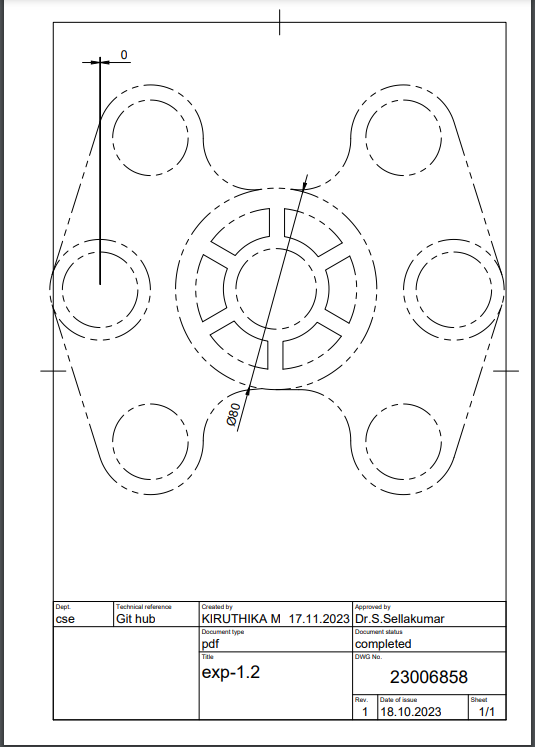 0
Ø80
Dept.
cse
Technical reference
Git hub
Created by
KIRUTHIKA M 17.11.2023
Approved by
Dr.S.Sellakumar
Document type
pdf
Document status
completed
Title
exp-1.2
DWG No.
23006858
Rev.
1
Date of issue
18.10.2023
Sheet
1/1